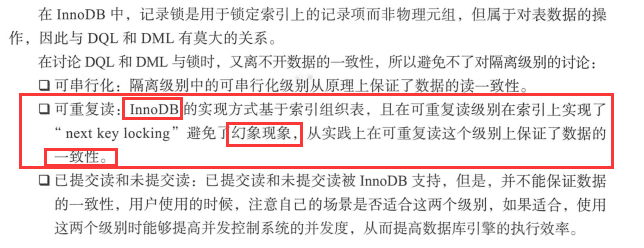 在 InnoDB 中，记录锁是用于锁定索引上的记录项而非物理元组，但属于对表数据的操
作，因此与 DQL 和 DML 有莫大的关系。
在讨论 DQL 和 DML 与锁时，又离不开数据的一致性，所以避免不了对隔离级别的讨论：
❑ 可串行化：隔离级别中的可串行化级别从原理上保证了数据的读一致性。
❑ 可重复读：InnoDB 的实现方式基于索引组织表，且在可重复读级别在索引上实现了
“next key locking”避免了幻象现象，从实践上在可重复读这个级别上保证了数据的
一致性。
❑ 已提交读和未提交读：已提交读和未提交读被 InnoDB 支持，但是，并不能保证数据
的一致性，用户使用的时候，注意自己的场景是否适合这两个级别，如果适合，使用
这两个级别时能够提高并发控制系统的并发度，从而提高数据库引擎的执行效率。